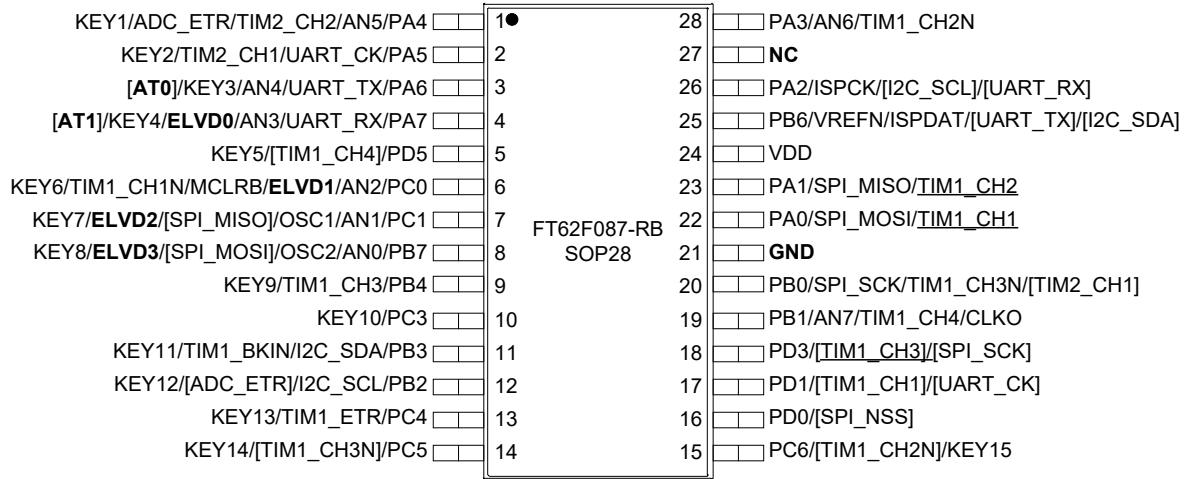 KEY1/ADC_ETR/TIM2_CH2/AN5/PA4 1 28 PA3/AN6/TIM1_CH2N
KEY2/TIM2_CH1/UART_CK/PA5 2 27 NC
[AT0]/KEY3/AN4/UART_TX/PA6 3 26 PA2/ISPCK/[I2C_SCL]/[UART_RX]
[AT1]/KEY4/ELVD0/AN3/UART_RX/PA7 4 25 PB6/VREFN/ISPDAT/[UART_TX]/[I2C_SDA]
KEY5/[TIM1_CH4]/PD5 5 24 VDD
KEY6/TIM1_CH1N/MCLRB/ELVD1/AN2/PC0 6 23 PA1/SPI_MISO/TIM1_CH2
KEY7/ELVD2/[SPI_MISO]/OSC1/AN1/PC1 7 22 PA0/SPI_MOSI/TIM1_CH1
FT62F087-RB
SOP28
KEY8/ELVD3/[SPI_MOSI]/OSC2/AN0/PB7 8 21 GND
KEY9/TIM1_CH3/PB4 9 20 PB0/SPI_SCK/TIM1_CH3N/[TIM2_CH1]
KEY10/PC3 10 19 PB1/AN7/TIM1_CH4/CLKO
KEY11/TIM1_BKIN/I2C_SDA/PB3 11 18 PD3/[TIM1_CH3]/[SPI_SCK]
KEY12/[ADC_ETR]/I2C_SCL/PB2 12 17 PD1/[TIM1_CH1]/[UART_CK]
KEY13/TIM1_ETR/PC4 13 16 PD0/[SPI_NSS]
KEY14/[TIM1_CH3N]/PC5 14 15 PC6/[TIM1_CH2N]/KEY15